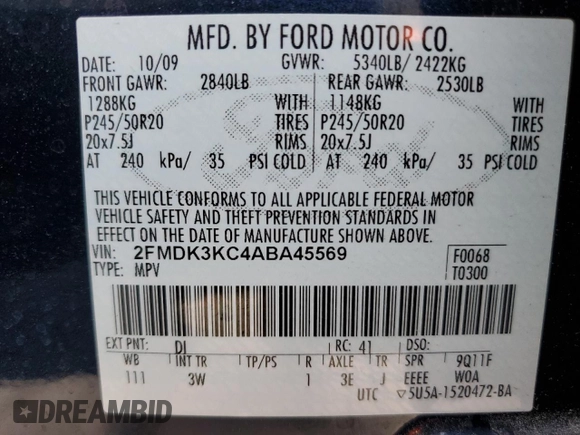 MFD. BY FORD MOTOR CO.
DATE: 10/09 GVWR: 5340LB/ 2422KG
FRONT GAWR: 2840LB REAR GAWR: 2530LB
1288KG WITH 1148KG WITH
P245/50R20 TIRES P245/50R20 TIRES
20x7.5J RIMS 20x7.5J RIMS
AT 240 kPa/ 35 PSI COLD AT 240 kPa/ 35 PSI COLD
THIS VEHICLE CONFORMS TO ALL APPLICABLE FEDERAL MOTOR
VEHICLE SAFETY AND THEFT PREVENTION STANDARDS IN
EFFECT ON THE DATE OF MANUFACTURE SHOWN ABOVE.
VIN: 2FMDK3KC4ABA45569 F0068
TYPE: MPV T0300
EXT PNT: DI RC: 41 DSO:
WB INT TR TP/PS R AXLE TR SPR 9Q11F
111 3W 1 3E J EEEE W0A
UTC ▽5U5A-1520472-BA
DREAMBID